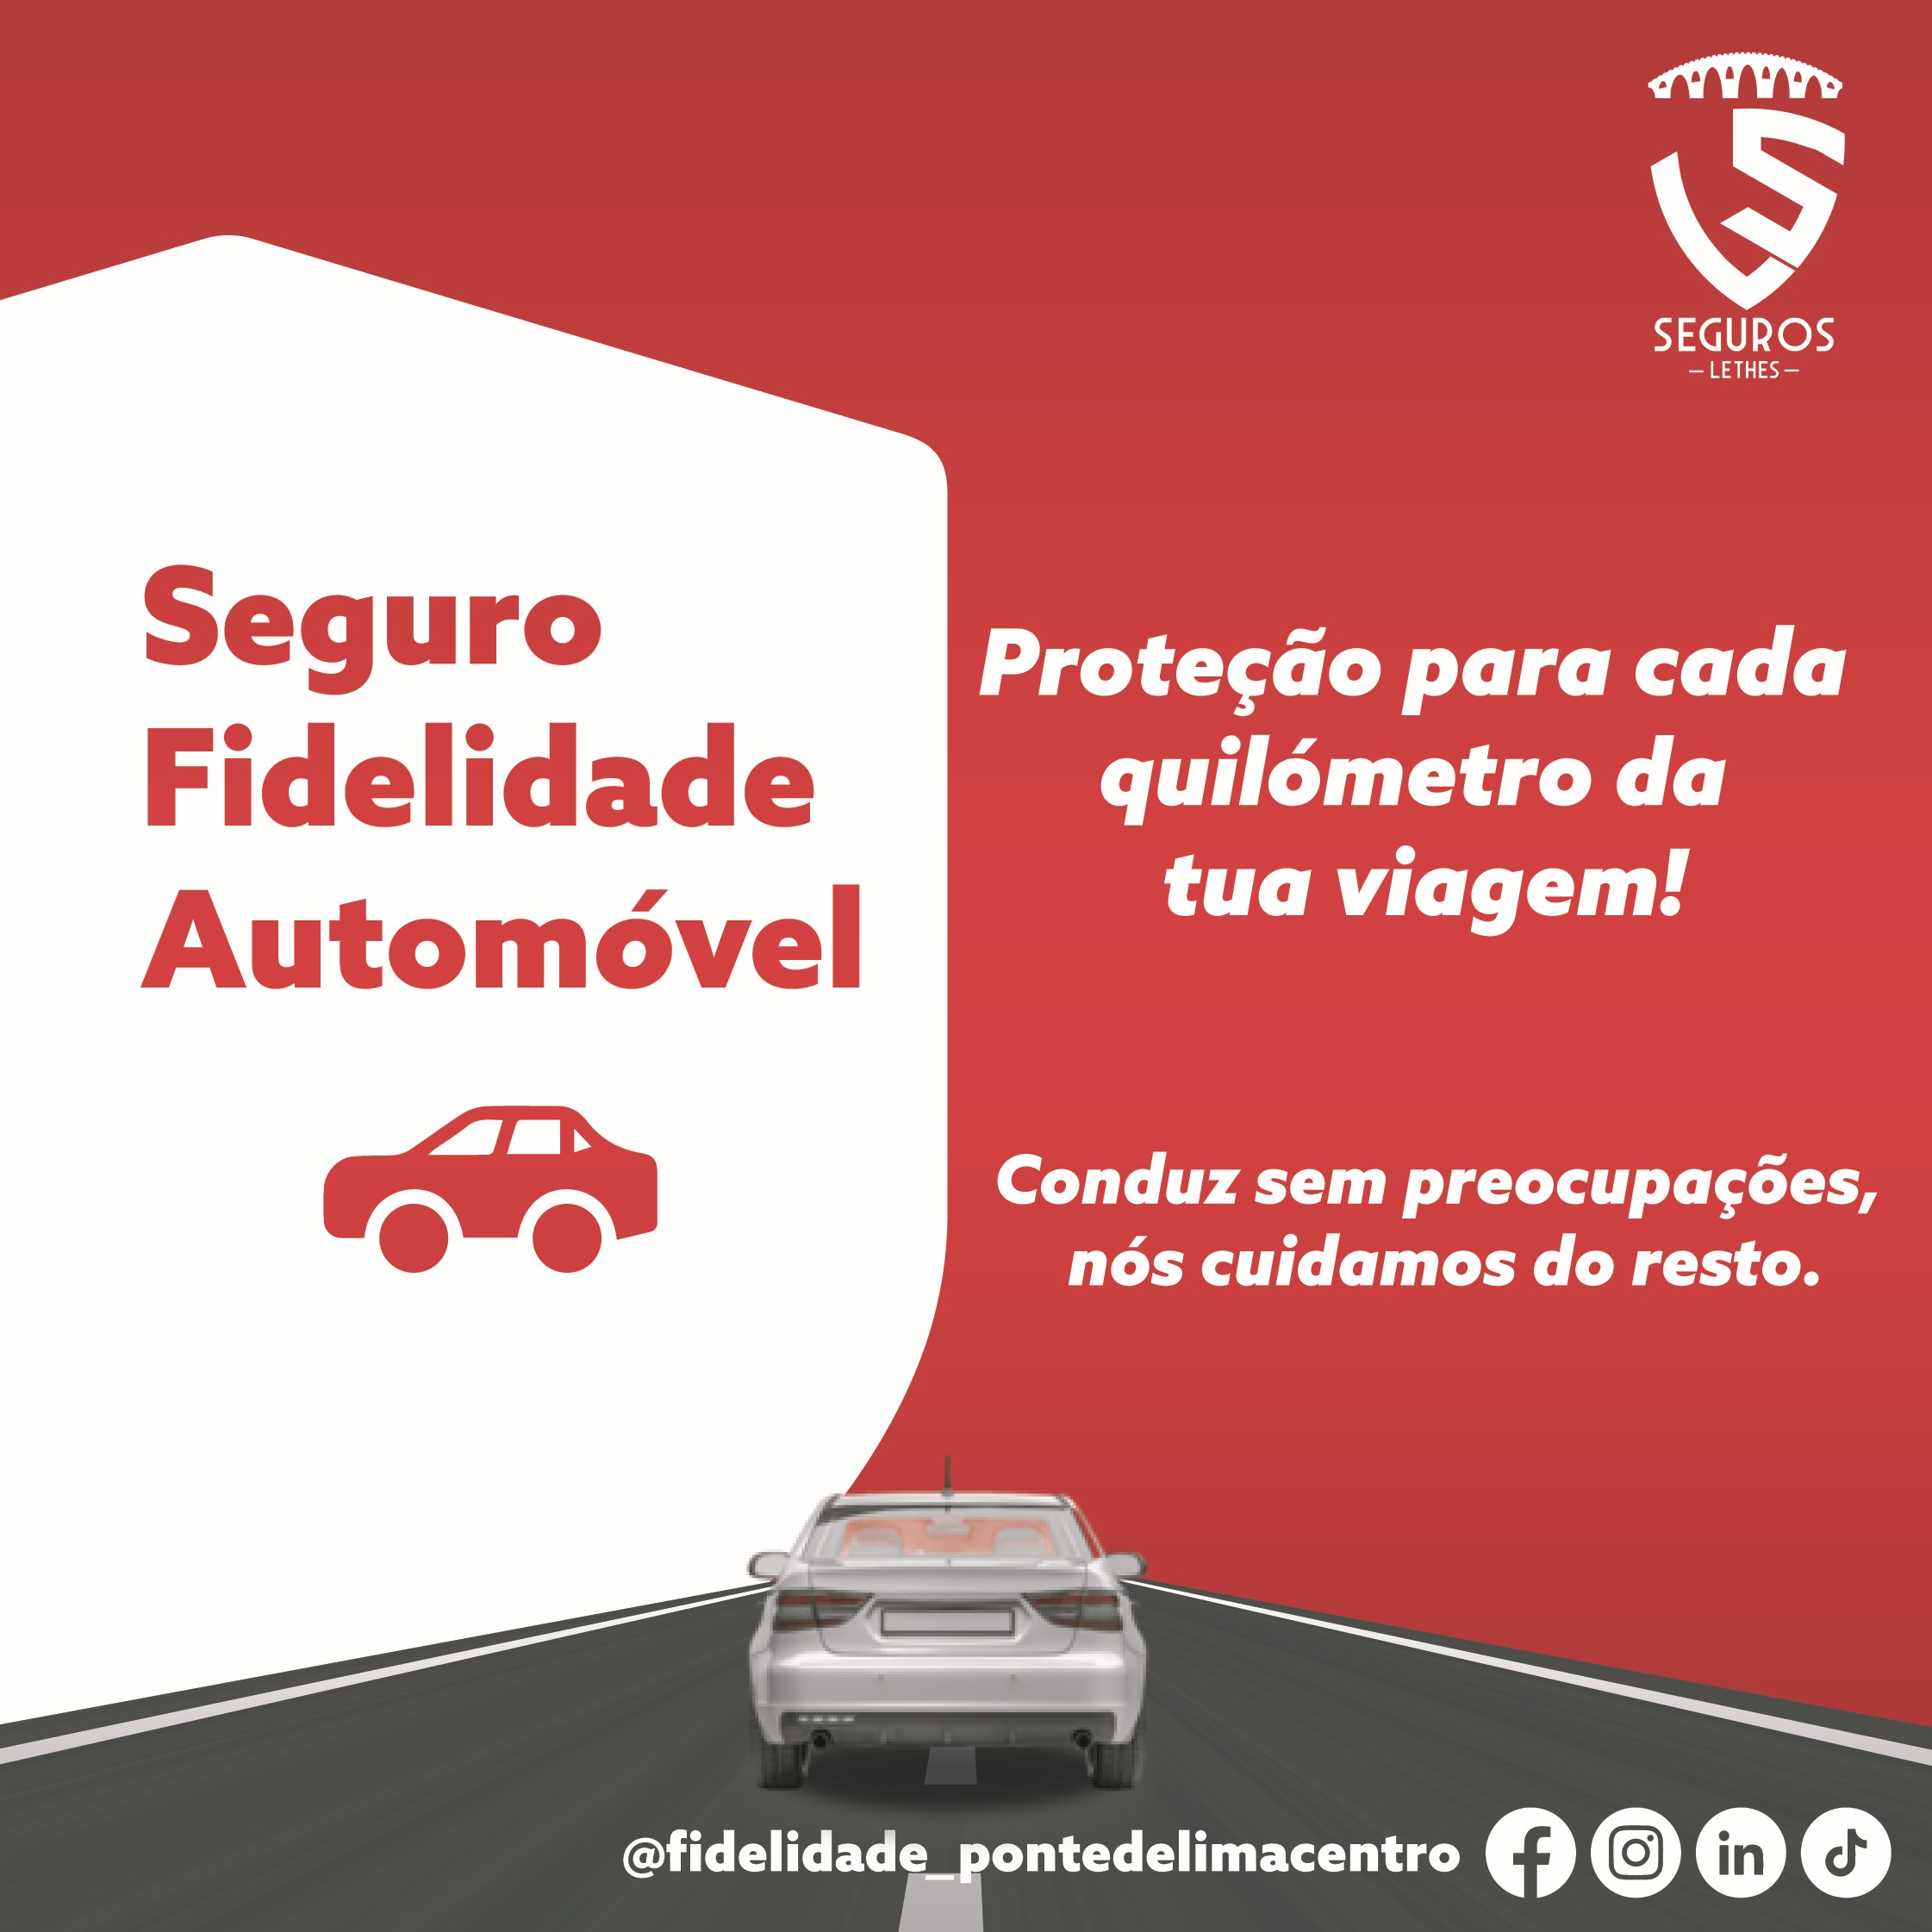 SEGUROS
LETHES
Seguro
Fidelidade
Automóvel
Proteção para cada
quilómetro da
tua viagem!
Conduz sem preocupações,
nós cuidamos do resto.
@fidelidade_pontedelimacentro